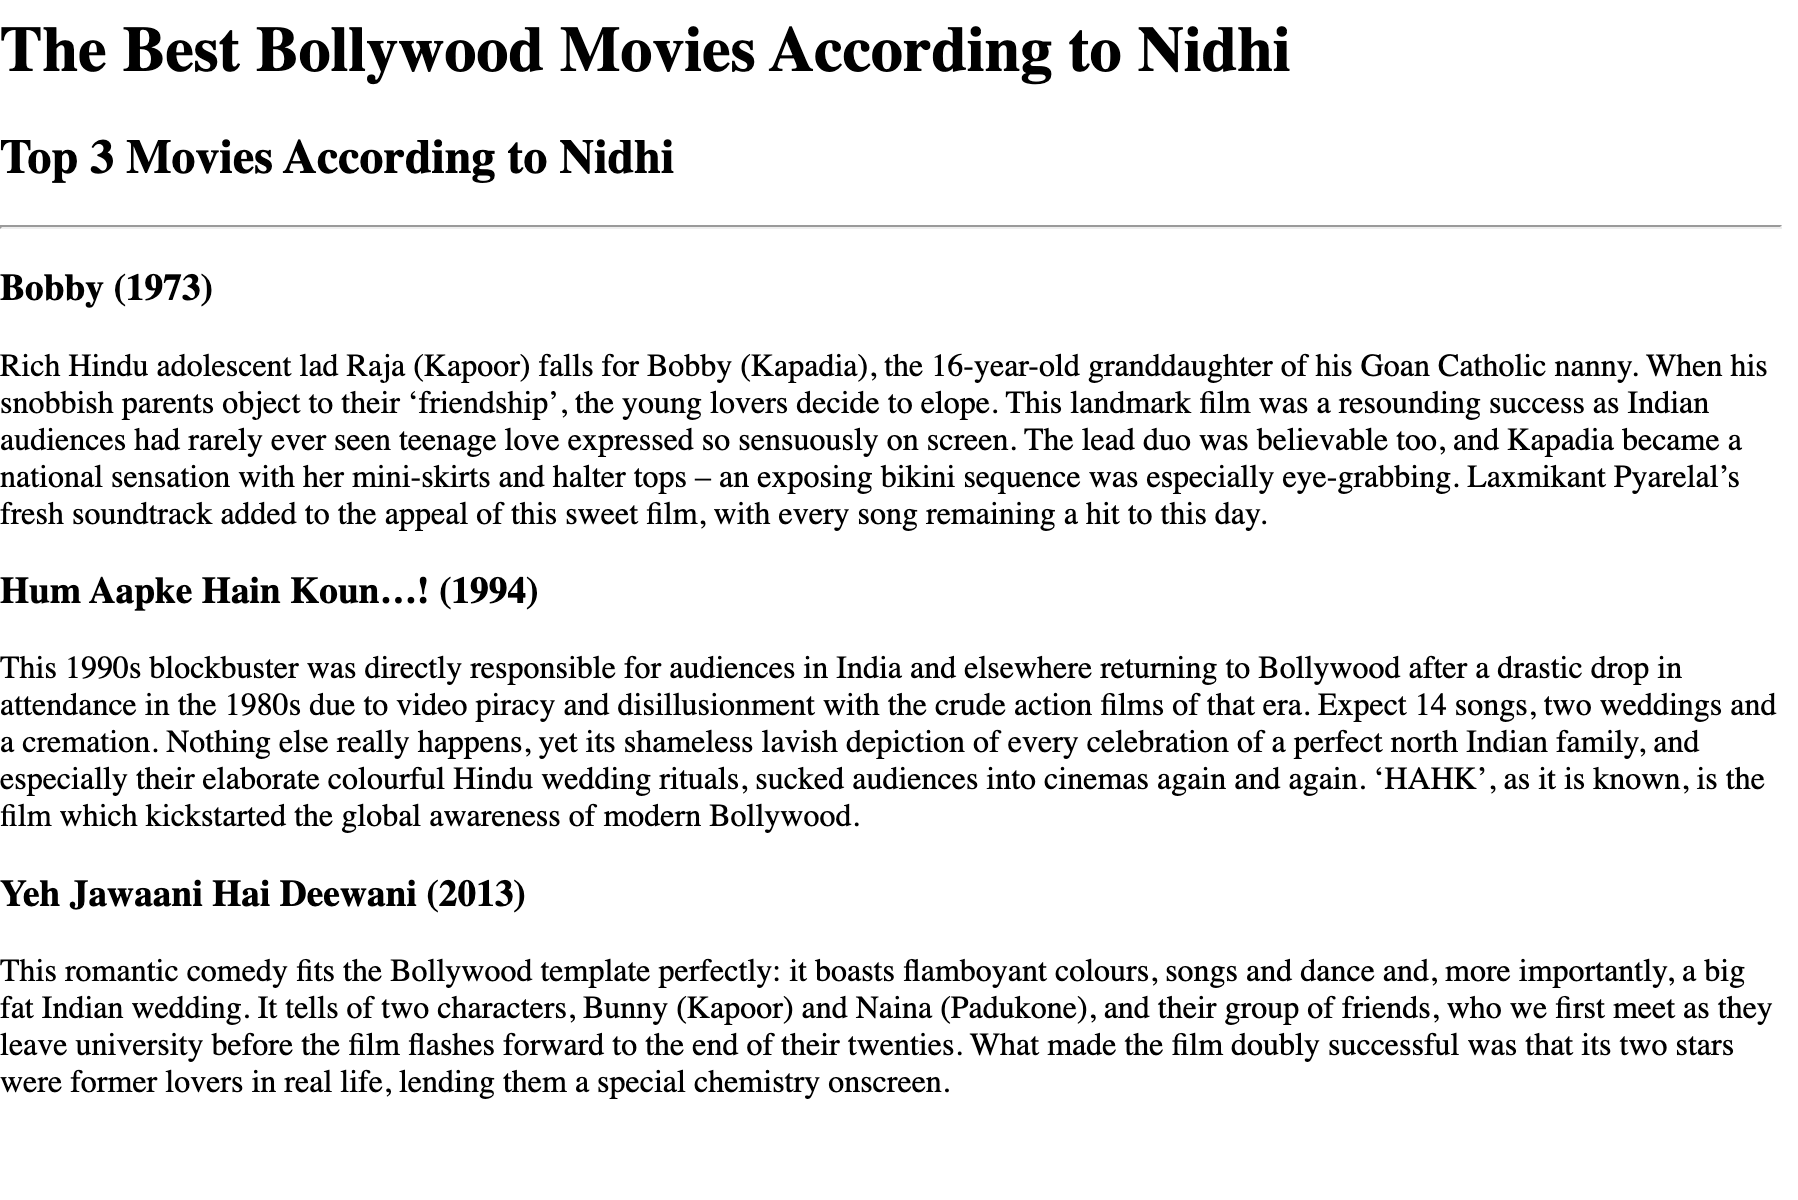 The Best Bollywood Movies According to Nidhi
Top 3 Movies According to Nidhi
Bobby (1973)
Rich Hindu adolescent lad Raja (Kapoor) falls for Bobby (Kapadia), the 16-year-old granddaughter of his Goan Catholic nanny. When his
snobbish parents object to their ‘friendship’, the young lovers decide to elope. This landmark film was a resounding success as Indian
audiences had rarely ever seen teenage love expressed so sensuously on screen. The lead duo was believable too, and Kapadia became a
national sensation with her mini-skirts and halter tops – an exposing bikini sequence was especially eye-grabbing. Laxmikant Pyarelal’s
fresh soundtrack added to the appeal of this sweet film, with every song remaining a hit to this day.
Hum Aapke Hain Koun…! (1994)
This 1990s blockbuster was directly responsible for audiences in India and elsewhere returning to Bollywood after a drastic drop in
attendance in the 1980s due to video piracy and disillusionment with the crude action films of that era. Expect 14 songs, two weddings and
a cremation. Nothing else really happens, yet its shameless lavish depiction of every celebration of a perfect north Indian family, and
especially their elaborate colourful Hindu wedding rituals, sucked audiences into cinemas again and again. ‘HAHK’, as it is known, is the
film which kickstarted the global awareness of modern Bollywood.
Yeh Jawaani Hai Deewani (2013)
This romantic comedy fits the Bollywood template perfectly: it boasts flamboyant colours, songs and dance and, more importantly, a big
fat Indian wedding. It tells of two characters, Bunny (Kapoor) and Naina (Padukone), and their group of friends, who we first meet as they
leave university before the film flashes forward to the end of their twenties. What made the film doubly successful was that its two stars
were former lovers in real life, lending them a special chemistry onscreen.